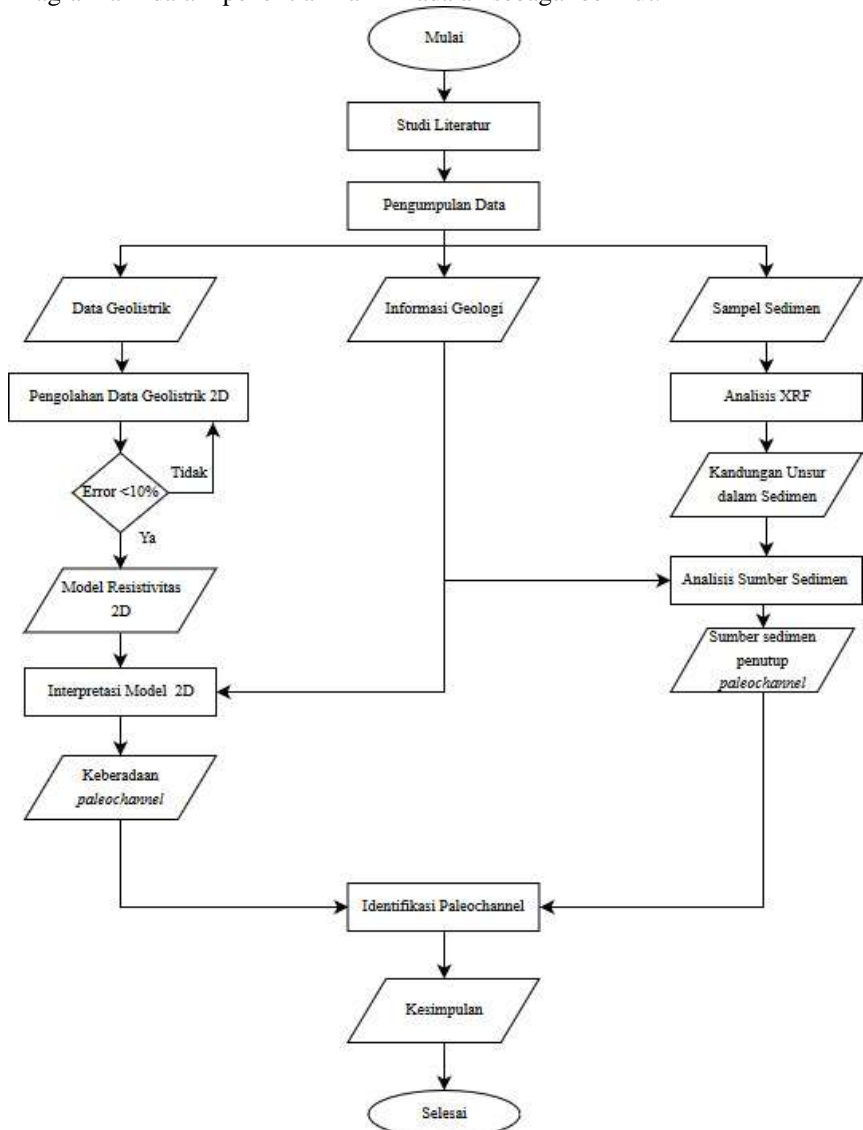 Mulai
Studi Literatur
Pengumpulan Data
Data Geolistrik
Informasi Geologi
Sampel Sedimen
Pengolahan Data Geolistrik 2D
Analisis XRF
Error <10%
Tidak
Ya
Kandungan Unsur
dalam Sedimen
Model Resistivitas
2D
Analisis Sumber Sedimen
Interpretasi Model 2D
Sumber sedimen
penutup
paleochannel
Keberadaan
paleochannel
Identifikasi Paleochannel
Kesimpulan
Selesai